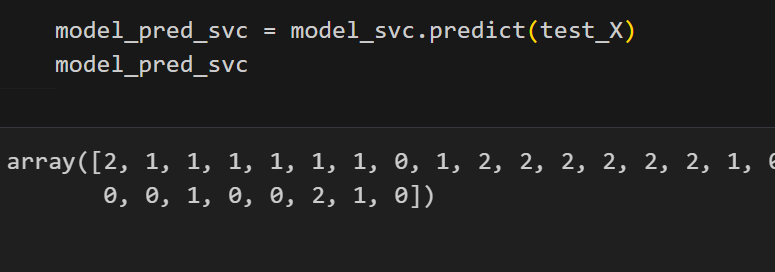 model_pred_svc = model_svc.predict(test_X)
model_pred_svc
array([2, 1, 1, 1, 1, 1, 1, 0, 1, 2, 2, 2, 2, 2, 2, 1, 0
0, 0, 1, 0, 0, 2, 1, 0])